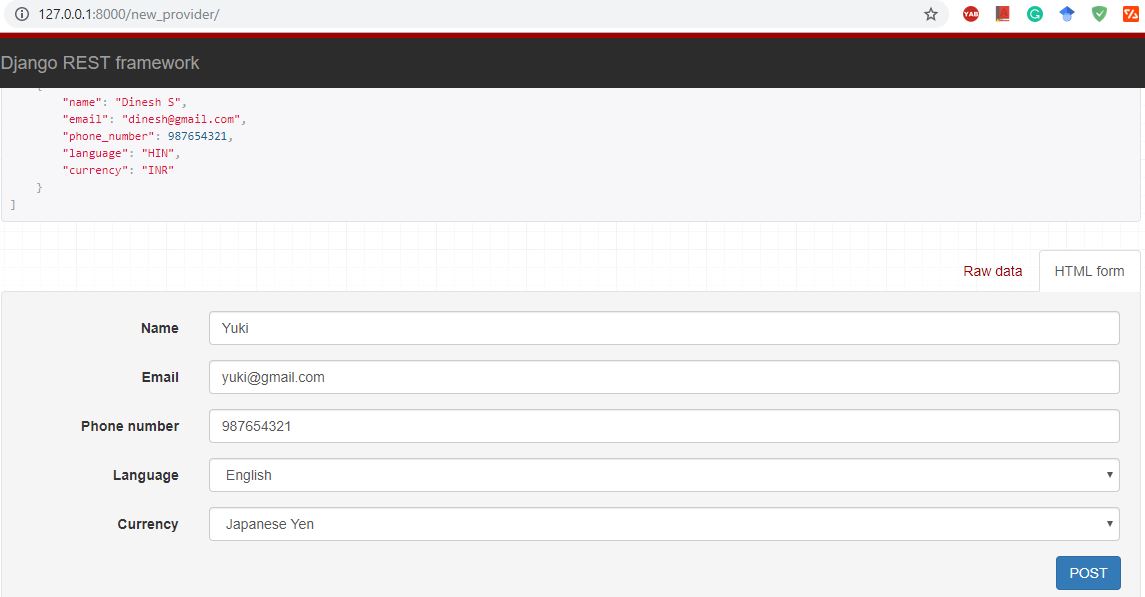 127.0.0.1:8000/new_provider/
YAB
Django REST framework
"name": "Dinesh S",
"email": "dinesh@gmail.com",
"phone_number": 987654321,
"language": "HIN",
"currency": "INR"
}
]
Raw data HTML form
Name Yuki
Email yuki@gmail.com
Phone number 987654321
Language English
Currency Japanese Yen
POST